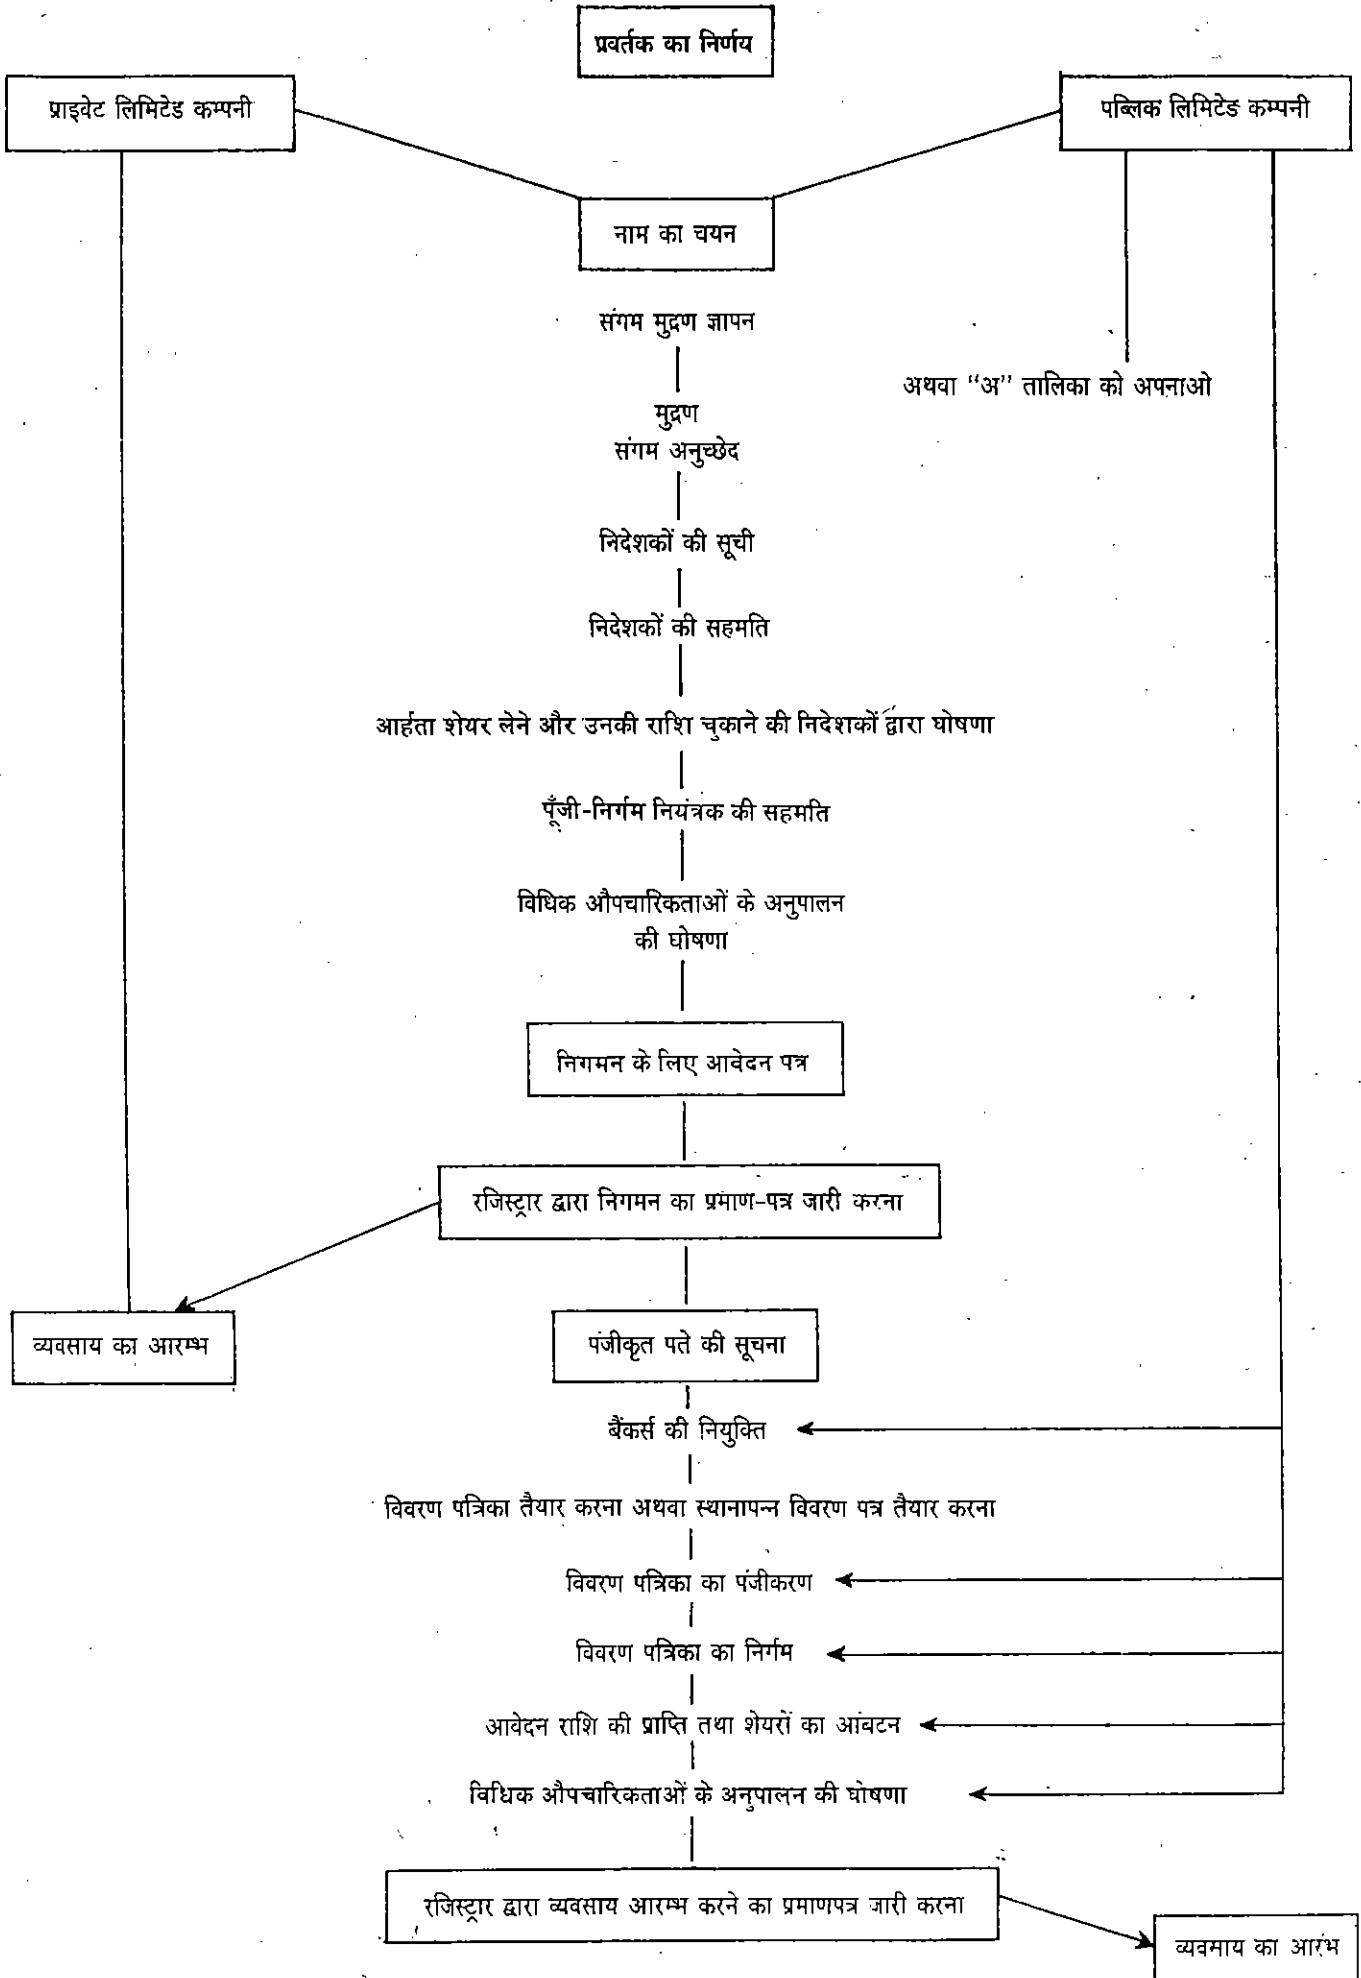 प्रवर्तक का निर्णय
प्राइवेट लिमिटेड कम्पनी
पब्लिक लिमिटेड कम्पनी
नाम का चयन
संगम मुद्रण ज्ञापन
अथवा “अ” तालिका को अपनाओ
मुद्रण
संगम अनुच्छेद
निदेशकों की सूची
निदेशकों की सहमति
आर्हता शेयर लेने और उनकी राशि चुकाने की निदेशकों द्वारा घोषणा
पूँजी-निर्गम नियंत्रक की सहमति
विधिक औपचारिकताओं के अनुपालन
की घोषणा
निगमन के लिए आवेदन पत्र
रजिस्ट्रार द्वारा निगमन का प्रमाण-पत्र जारी करना
व्यवसाय का आरम्भ
पंजीकृत पते की सूचना
बैंकर्स की नियुक्ति
विवरण पत्रिका तैयार करना अथवा स्थानापन्न विवरण पत्र तैयार करना
विवरण पत्रिका का पंजीकरण
विवरण पत्रिका का निर्गम
आवेदन राशि की प्राप्ति तथा शेयरों का आंबटन
विधिक औपचारिकताओं के अनुपालन की घोषणा
रजिस्ट्रार द्वारा व्यवसाय आरम्भ करने का प्रमाणपत्र जारी करना
व्यवसाय का आरंभ